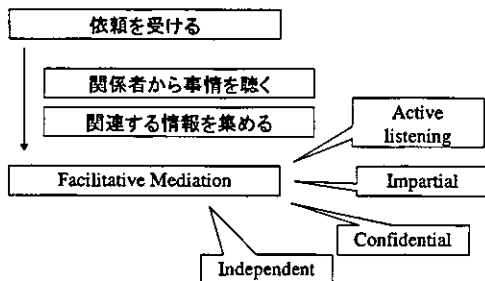 依頼を受ける
関係者から事情を聴く
関連する情報を集める
Active
listening
Facilitative Mediation
Impartial
Confidential
Independent